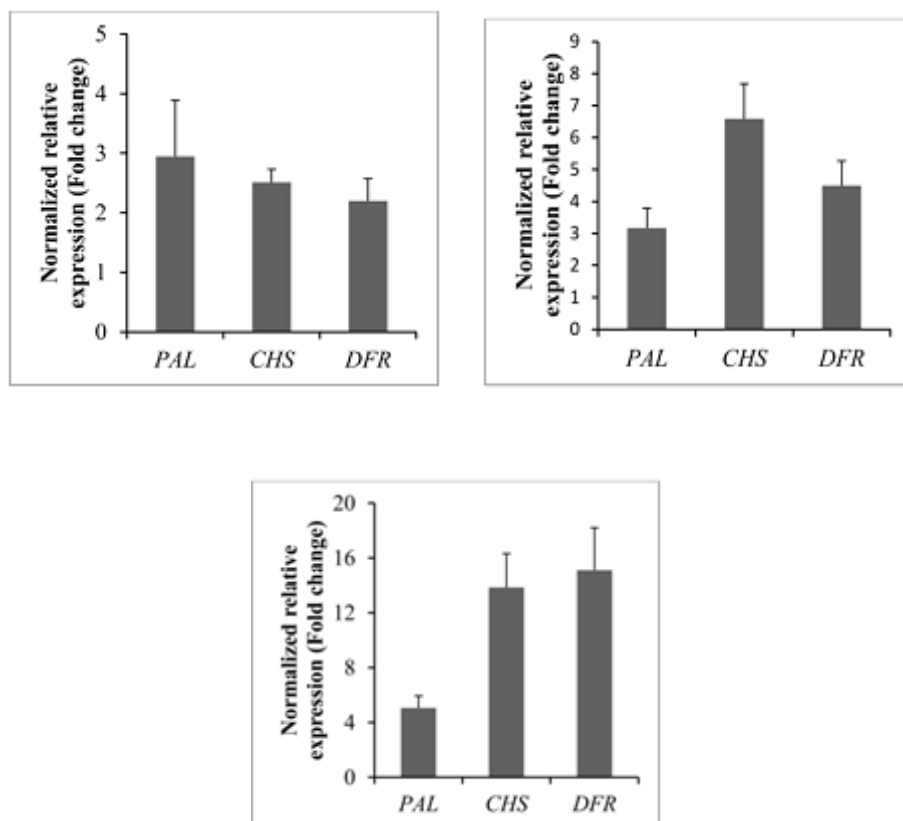 Normalized relative
expression (Fold change)
5
4
3
2
1
0
PAL CHS DFR
Normalized relative
expression (Fold change)
9
8
7
6
5
4
3
2
1
0
PAL CHS DFR
Normalized relative
expression (Fold change)
20
16
12
8
4
0
PAL CHS DFR